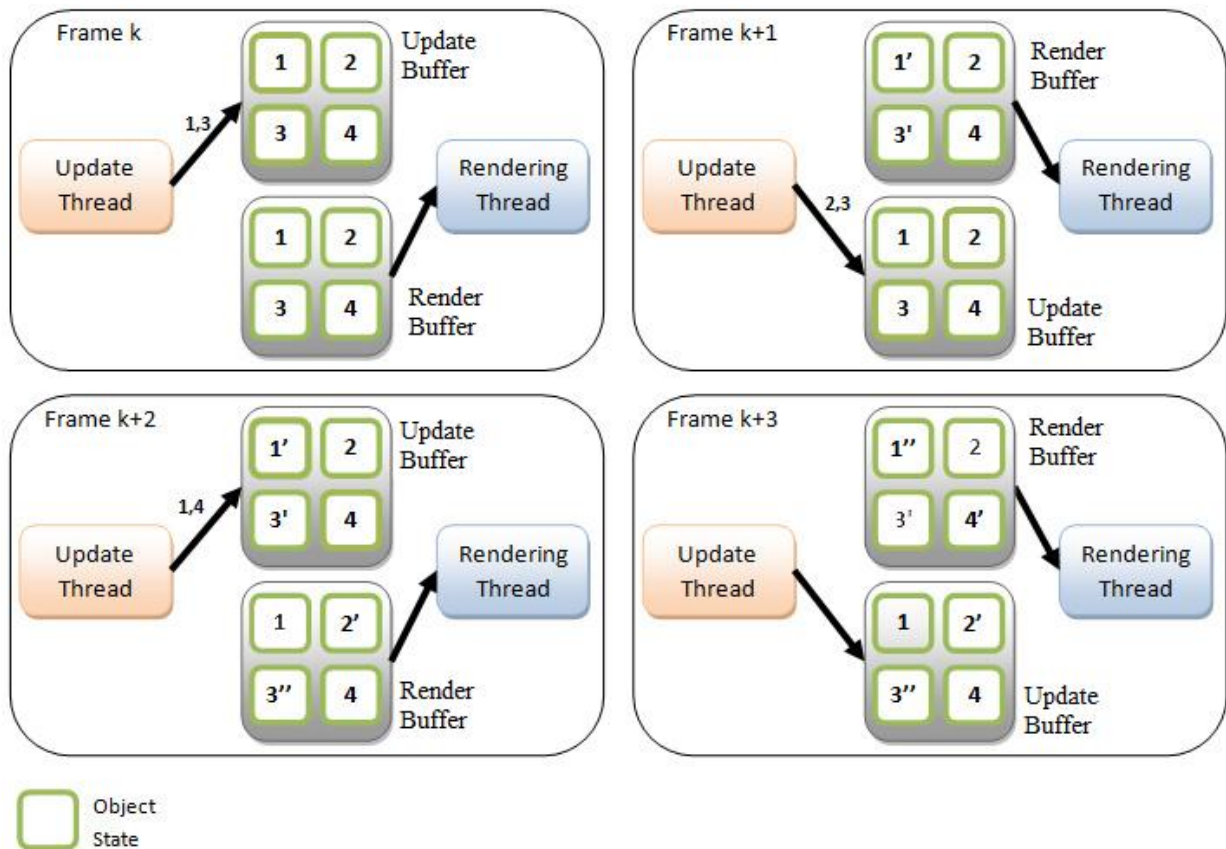 Frame k
1 2
Update
Buffer
1,3
3 4
Update
Thread
Rendering
Thread
1 2
3 4
Render
Buffer
Frame k+1
1’ 2
Render
Buffer
3' 4
Update
Thread
Rendering
Thread
2,3
1 2
3 4
Update
Buffer
Frame k+2
1’ 2
Update
Buffer
1,4
3' 4
Update
Thread
Rendering
Thread
1 2’
3’’ 4
Render
Buffer
Frame k+3
1’’ 2
Render
Buffer
3' 4’
Update
Thread
Rendering
Thread
1 2’
3’’ 4
Update
Buffer
Object
State